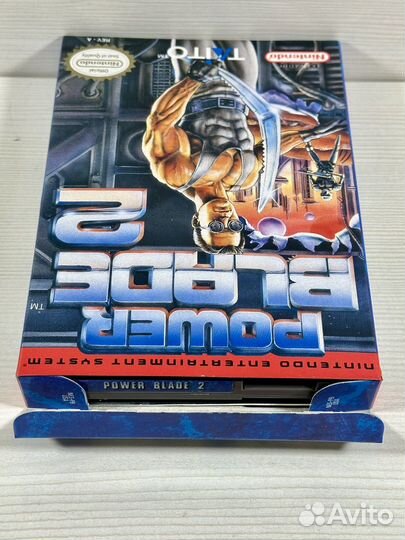 NINTENDO ENTERTAINMENT SYSTEM
POWER
BLADE
2
TM
TAITO
TM
Nintendo
Official
Nintendo
Seal of Quality
REV-A
POWER BLADE 2
Avito